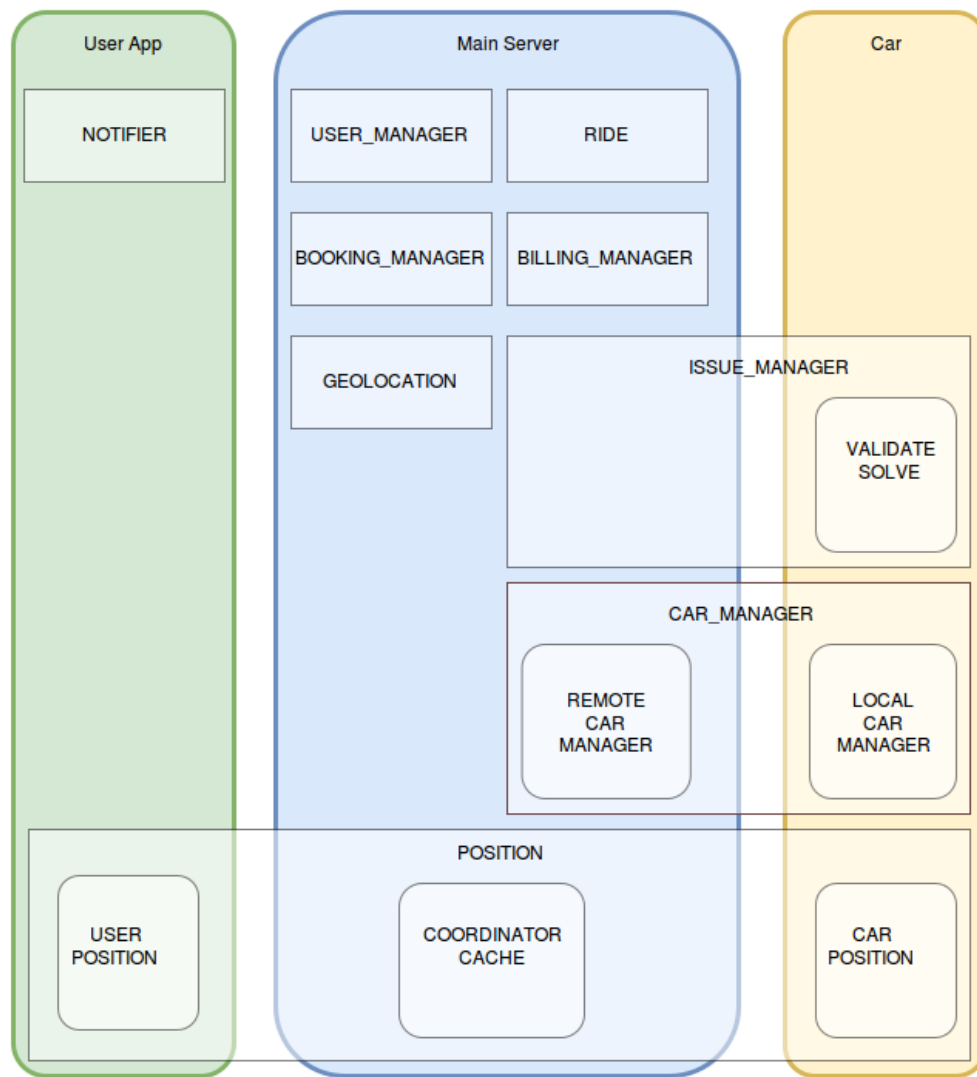 User App
Main Server
Car
NOTIFIER
USER_MANAGER
RIDE
BOOKING_MANAGER
BILLING_MANAGER
GEOLOCATION
ISSUE_MANAGER
VALIDATE
SOLVE
CAR_MANAGER
REMOTE
CAR
MANAGER
LOCAL
CAR
MANAGER
POSITION
USER
POSITION
COORDINATOR
CACHE
CAR
POSITION